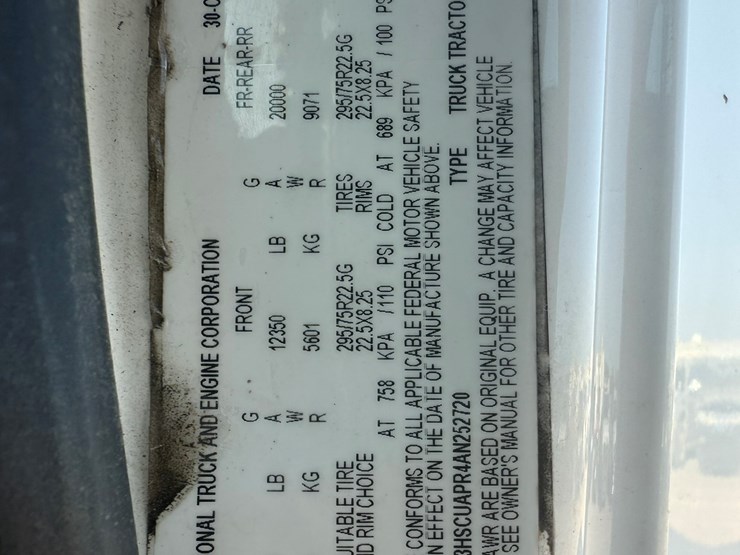 ONAL TRUCK AND ENGINE CORPORATION DATE 30-
FRONT FR-REAR-RR
G G
LB A 12350 LB A 20000
W W
KG R 5601 KG R 9071
UITABLE TIRE 295/75R22.5G TIRES 295/75R22.5G
D RIM CHOICE 22.5X8.25 RIMS 22.5X8.25
AT 758 KPA / 110 PSI COLD AT 689 KPA / 100 PS
CONFORMS TO ALL APPLICABLE FEDERAL MOTOR VEHICLE SAFETY
N EFFECT ON THE DATE OF MANUFACTURE SHOWN ABOVE.
3HSCUAPR4AN252720 TYPE TRUCK TRACTO
AWR ARE BASED ON ORIGINAL EQUIP. A CHANGE MAY AFFECT VEHICLE
SEE OWNER'S MANUAL FOR OTHER TIRE AND CAPACITY INFORMATION.